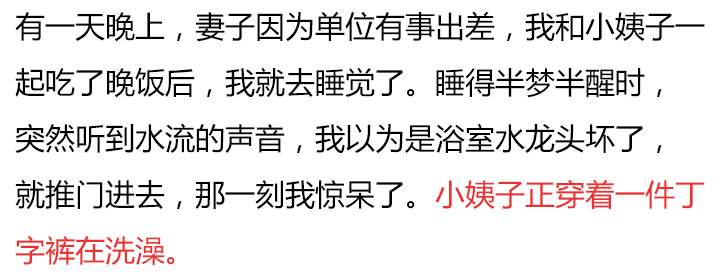 有一天晚上，妻子因为单位有事出差，我和小姨子一
起吃了晚饭后，我就去睡觉了。睡得半梦半醒时，
突然听到水流的声音，我以为是浴室水龙头坏了，
就推门进去，那一刻我惊呆了。小姨子正穿着一件丁
字裤在洗澡。